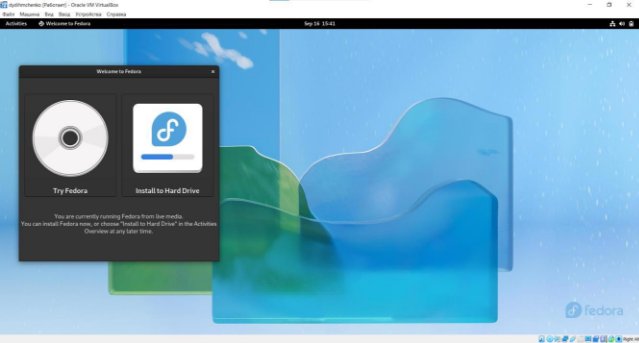 [Работает] - Oracle VM VirtualBox
Файл Машина Вид Ввод Устройства Справка
Activities Welcome to Fedora Sep 16 15:41
Welcome to Fedora
Try Fedora Install to Hard Drive
You are currently running Fedora from live media.
You can install Fedora now, or choose "Install to Hard Drive" in the Activities
Overview at any later time.
fedora
Right Alt